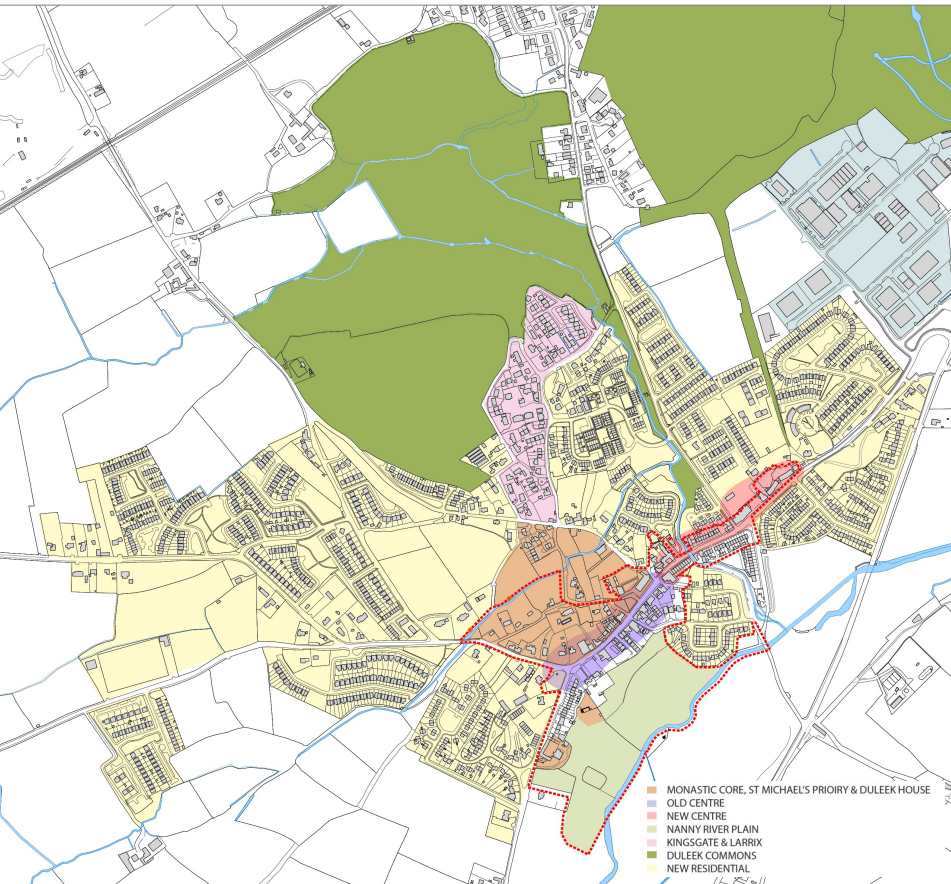 MONASTIC CORE, ST MICHAEL'S PRIOIRY & DULEEK HOUSE
OLD CENTRE
NEW CENTRE
NANNY RIVER PLAIN
KINGSGATE & LARRIX
DULEEK COMMONS
NEW RESIDENTIAL